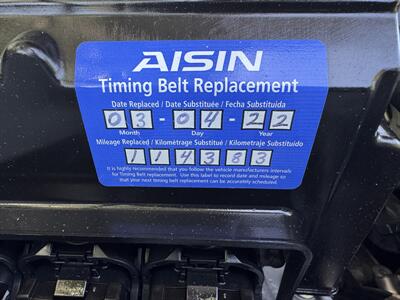 AISIN
Timing Belt Replacement
Date Replaced / Date Substituée / Fecha Substituida
03-04-22
Month Day Year
Mileage Replaced / Kilométrage Substitué / Kilometraje Substituido
114383
It is highly recommended that you follow the vehicle manufacturers intervals
for Timing Belt replacement. Use this label to record date and mileage so
that your next timing belt replacement can be accurately scheduled.